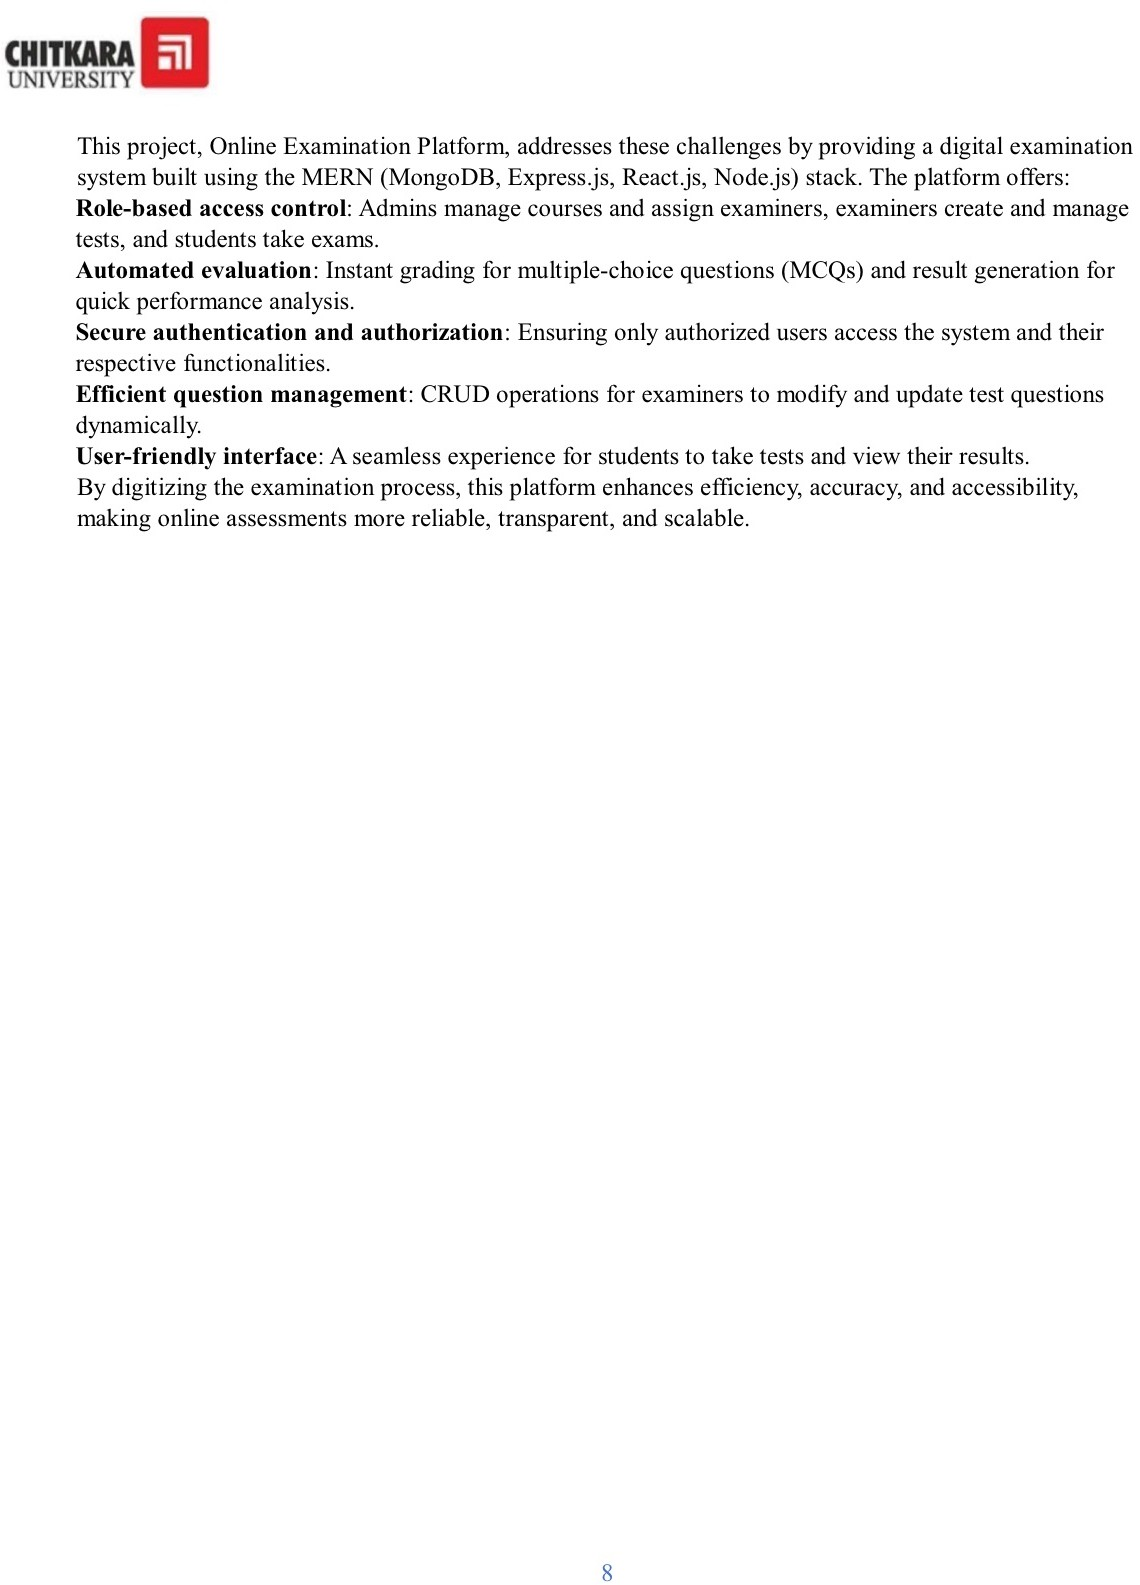 CHITKARA
UNIVERSITY
This project, Online Examination Platform, addresses these challenges by providing a digital examination
system built using the MERN (MongoDB, Express.js, React.js, Node.js) stack. The platform offers:
Role-based access control: Admins manage courses and assign examiners, examiners create and manage
tests, and students take exams.
Automated evaluation: Instant grading for multiple-choice questions (MCQs) and result generation for
quick performance analysis.
Secure authentication and authorization: Ensuring only authorized users access the system and their
respective functionalities.
Efficient question management: CRUD operations for examiners to modify and update test questions
dynamically.
User-friendly interface: A seamless experience for students to take tests and view their results.
By digitizing the examination process, this platform enhances efficiency, accuracy, and accessibility,
making online assessments more reliable, transparent, and scalable.
8